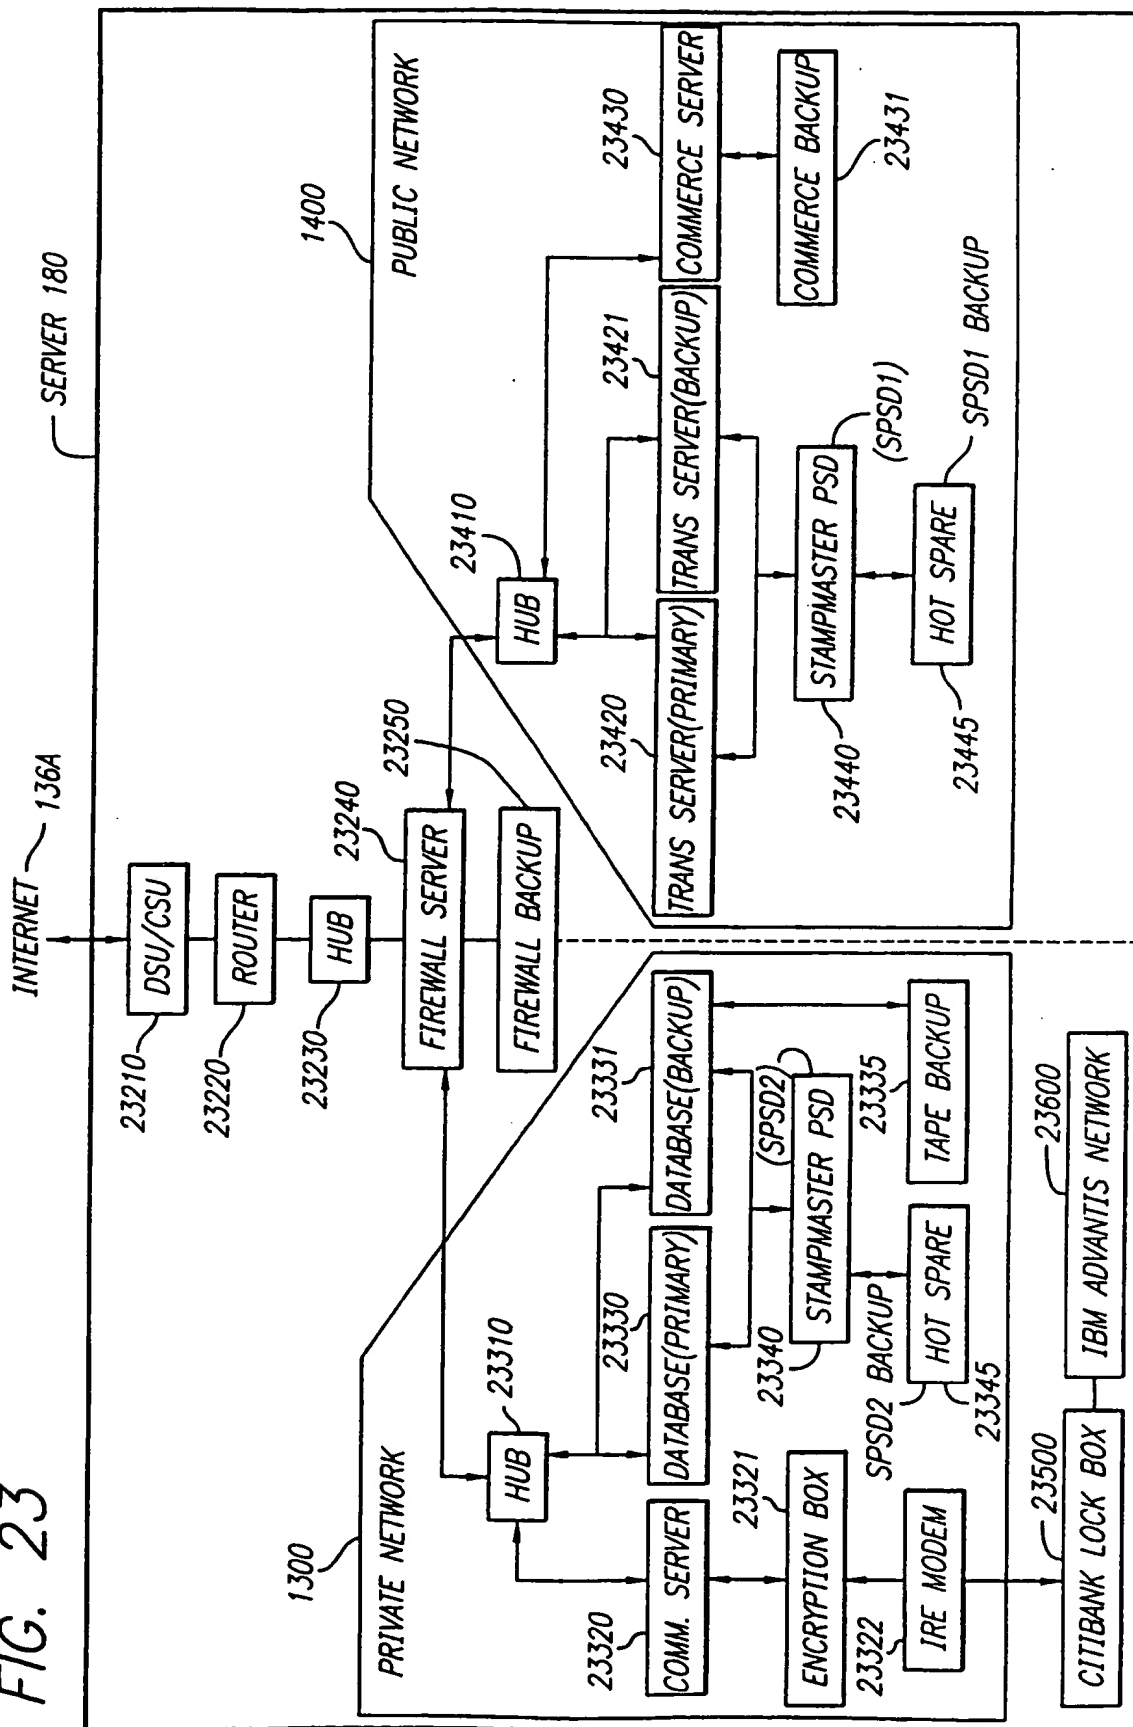 FIG. 23
INTERNET
136A
SERVER 180
23210
DSU/CSU
23220
ROUTER
23230
HUB
23240
FIREWALL SERVER
23250
FIREWALL BACKUP
1300
PRIVATE NETWORK
23310
HUB
23320
COMM. SERVER
23330
DATABASE(PRIMARY)
23331
DATABASE(BACKUP)
23321
ENCRYPTION BOX
23340
STAMPMASTER PSD
(SPSD2)
23322
IRE MODEM
SPSD2 BACKUP
HOT SPARE
23345
23335
TAPE BACKUP
23500
CITIBANK LOCK BOX
23600
IBM ADVANTIS NETWORK
1400
PUBLIC NETWORK
23410
HUB
23420
TRANS SERVER(PRIMARY)
23421
TRANS SERVER(BACKUP)
23430
COMMERCE SERVER
COMMERCE BACKUP
23431
23440
STAMPMASTER PSD
(SPSD1)
23445
HOT SPARE
SPSD1 BACKUP